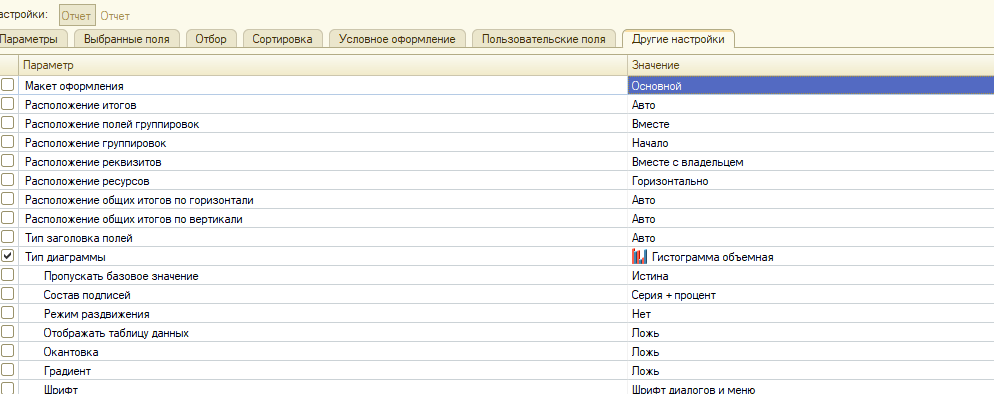 астройки: Отчет Отчет
Параметры Выбранные поля Отбор Сортировка Условное оформление Пользовательские поля Другие настройки
Параметр Значение
Макет оформления Основной
Расположение итогов Авто
Расположение полей группировок Вместе
Расположение группировок Начало
Расположение реквизитов Вместе с владельцем
Расположение ресурсов Горизонтально
Расположение общих итогов по горизонтали Авто
Расположение общих итогов по вертикали Авто
Тип заголовка полей Авто
Тип диаграммы Гистограмма объемная
Пропускать базовое значение Истина
Состав подписей Серия + процент
Режим раздвижения Нет
Отображать таблицу данных Ложь
Окантовка Ложь
Градиент Ложь
Шрифт Шрифт диалогов и меню